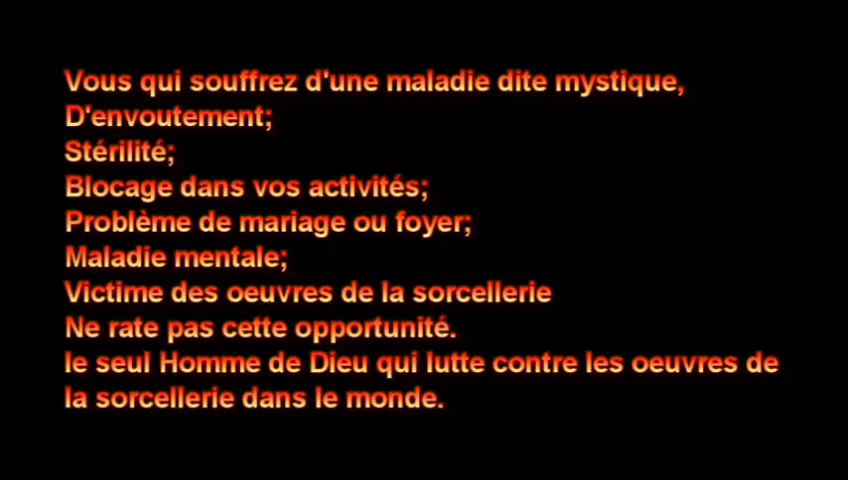 Vous qui souffrez d'une maladie dite mystique,
D'envoutement;
Stérilité;
Blocage dans vos activités;
Problème de mariage ou foyer;
Maladie mentale;
Victime des oeuvres de la sorcellerie
Ne rate pas cette opportunité.
le seul Homme de Dieu qui lutte contre les oeuvres de
la sorcellerie dans le monde.